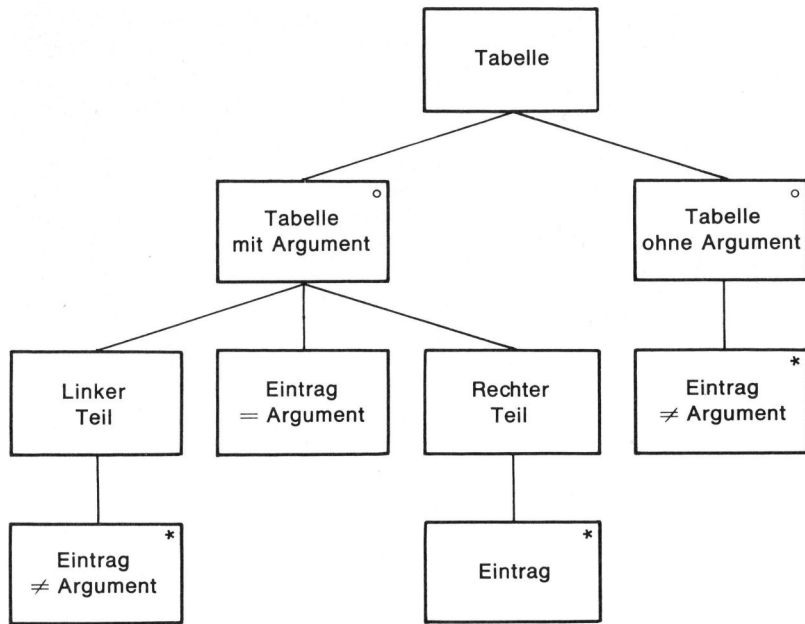 Tabelle
○
Tabelle
mit Argument
○
Tabelle
ohne Argument
Linker
Teil
Eintrag
= Argument
Rechter
Teil
*
Eintrag
≠ Argument
*
Eintrag
≠ Argument
*
Eintrag